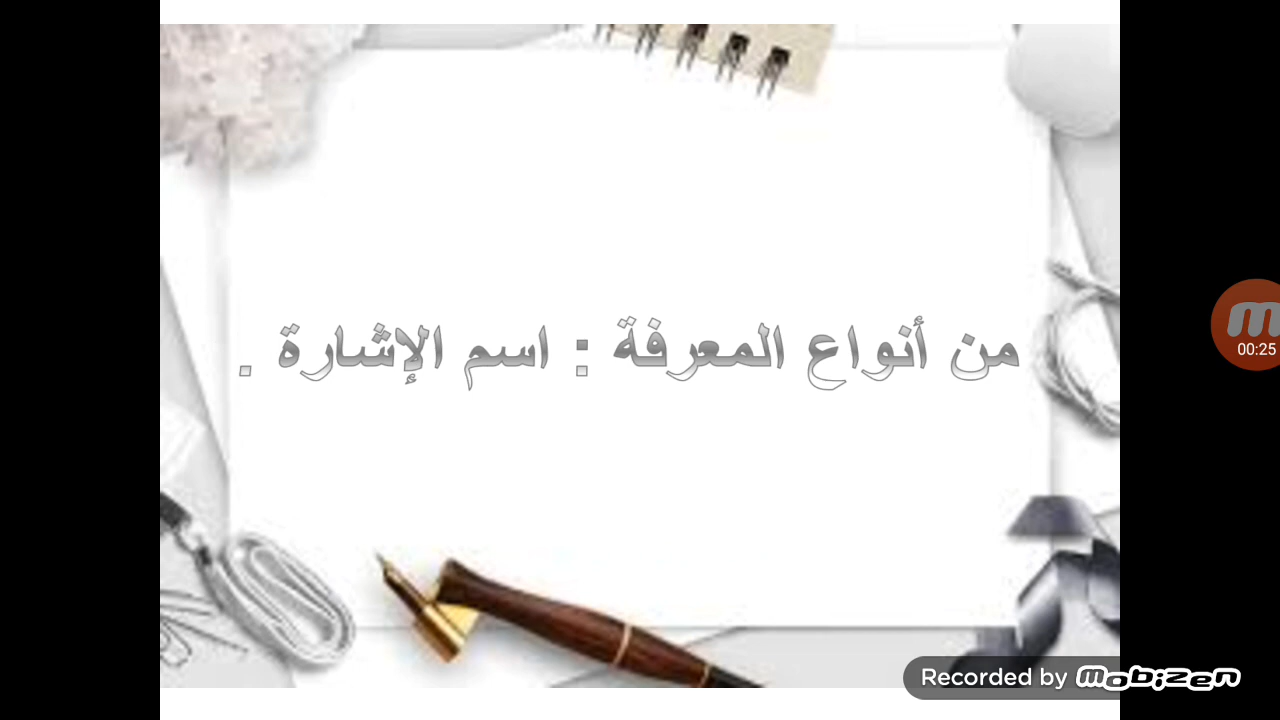 من أنواع المعرفة : اسم الإشارة .
00:25
Recorded by mobizen